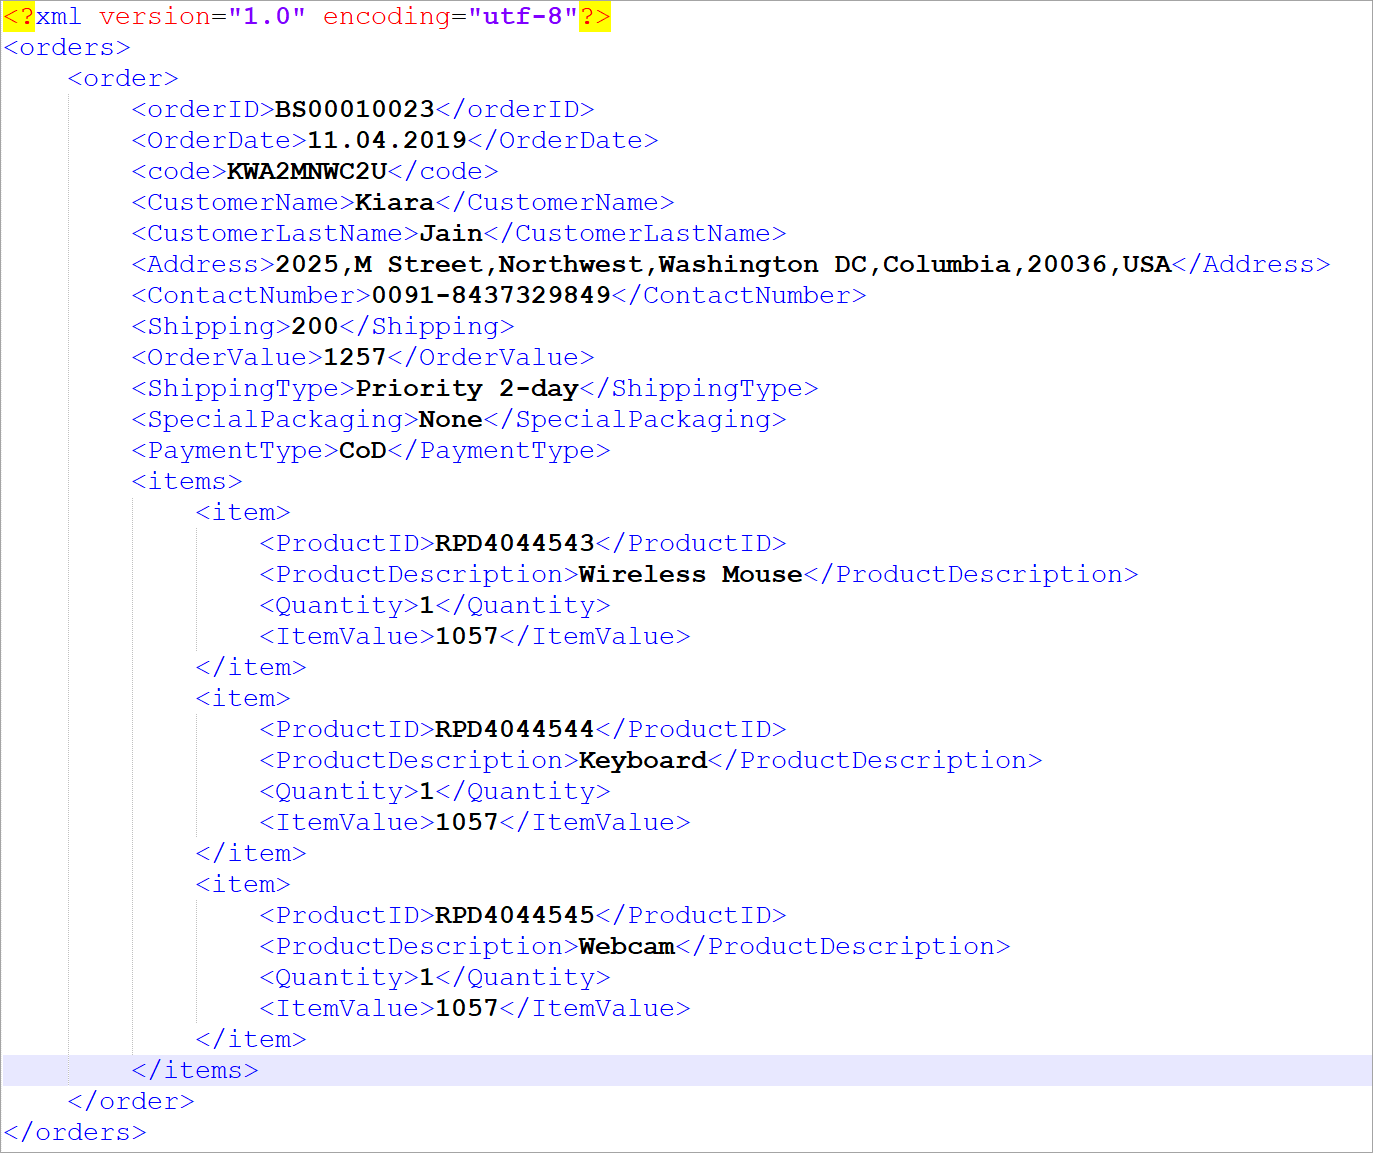 <?xml version="1.0" encoding="utf-8"?>
<orders>
    <order>
        <orderID>BS00010023</orderID>
        <OrderDate>11.04.2019</OrderDate>
        <code>KWA2MNWC2U</code>
        <CustomerName>Kiara</CustomerName>
        <CustomerLastName>Jain</CustomerLastName>
        <Address>2025,M Street,Northwest,Washington DC,Columbia,20036,USA</Address>
        <ContactNumber>0091-8437329849</ContactNumber>
        <Shipping>200</Shipping>
        <OrderValue>1257</OrderValue>
        <ShippingType>Priority 2-day</ShippingType>
        <SpecialPackaging>None</SpecialPackaging>
        <PaymentType>CoD</PaymentType>
        <items>
            <item>
                <ProductID>RPD4044543</ProductID>
                <ProductDescription>Wireless Mouse</ProductDescription>
                <Quantity>1</Quantity>
                <ItemValue>1057</ItemValue>
            </item>
            <item>
                <ProductID>RPD4044544</ProductID>
                <ProductDescription>Keyboard</ProductDescription>
                <Quantity>1</Quantity>
                <ItemValue>1057</ItemValue>
            </item>
            <item>
                <ProductID>RPD4044545</ProductID>
                <ProductDescription>Webcam</ProductDescription>
                <Quantity>1</Quantity>
                <ItemValue>1057</ItemValue>
            </item>
        </items>
    </order>
</orders>